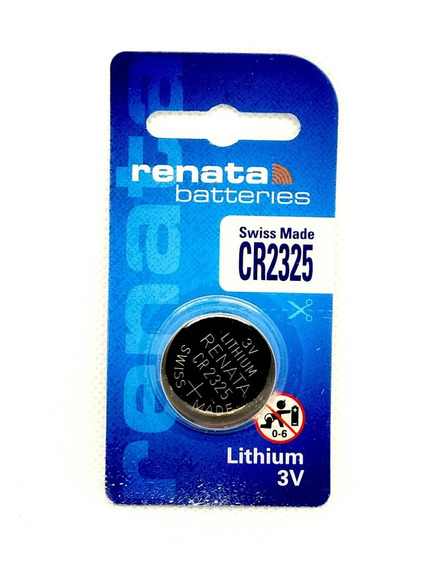 renata
renata
batteries
Swiss Made
CR2325
3V
LITHIUM
RENATA
CR 2325
SWISS MADE
+
0-6
Lithium
3V